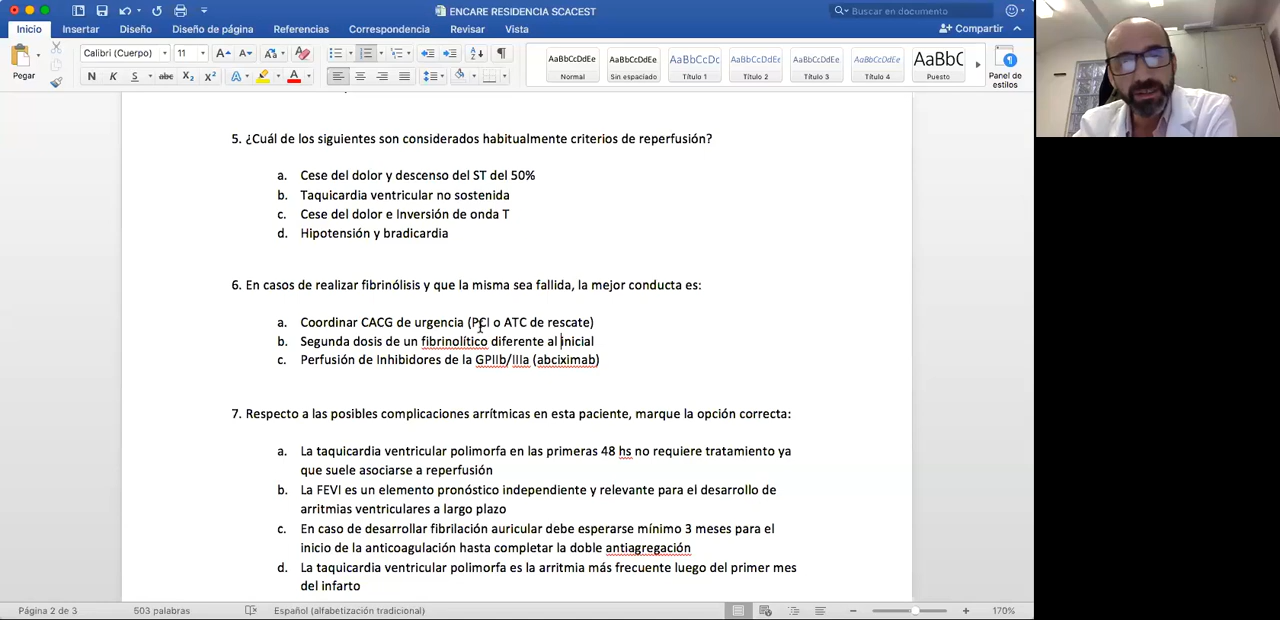 ENCARE RESIDENCIA SCACEST
Buscar en documento
Inicio Insertar Diseño Diseño de página Referencias Correspondencia Revisar Vista
Compartir
Pegar
Calibri (Cuerpo) 11
N K S abc X₂ X²
AaBbCcDdEe AaBbCcDdEe AaBbCcDc AaBbCcDdEe AaBbCcDdEe AaBbCcDdEe AaBbC
Normal Sin espaciado Título 1 Título 2 Título 3 Título 4 Puesto
Panel de
estilos
5. ¿Cuál de los siguientes son considerados habitualmente criterios de reperfusión?
a. Cese del dolor y descenso del ST del 50%
b. Taquicardia ventricular no sostenida
c. Cese del dolor e Inversión de onda T
d. Hipotensión y bradicardia
6. En casos de realizar fibrinólisis y que la misma sea fallida, la mejor conducta es:
a. Coordinar CACG de urgencia (PCI o ATC de rescate)
b. Segunda dosis de un fibrinolítico diferente al inicial
c. Perfusión de Inhibidores de la GPIIb/IIIa (abciximab)
7. Respecto a las posibles complicaciones arrítmicas en esta paciente, marque la opción correcta:
a. La taquicardia ventricular polimorfa en las primeras 48 hs no requiere tratamiento ya
que suele asociarse a reperfusión
b. La FEVI es un elemento pronóstico independiente y relevante para el desarrollo de
arritmias ventriculares a largo plazo
c. En caso de desarrollar fibrilación auricular debe esperarse mínimo 3 meses para el
inicio de la anticoagulación hasta completar la doble antiagregación
d. La taquicardia ventricular polimorfa es la arritmia más frecuente luego del primer mes
del infarto
Página 2 de 3 503 palabras Español (alfabetización tradicional) 170%